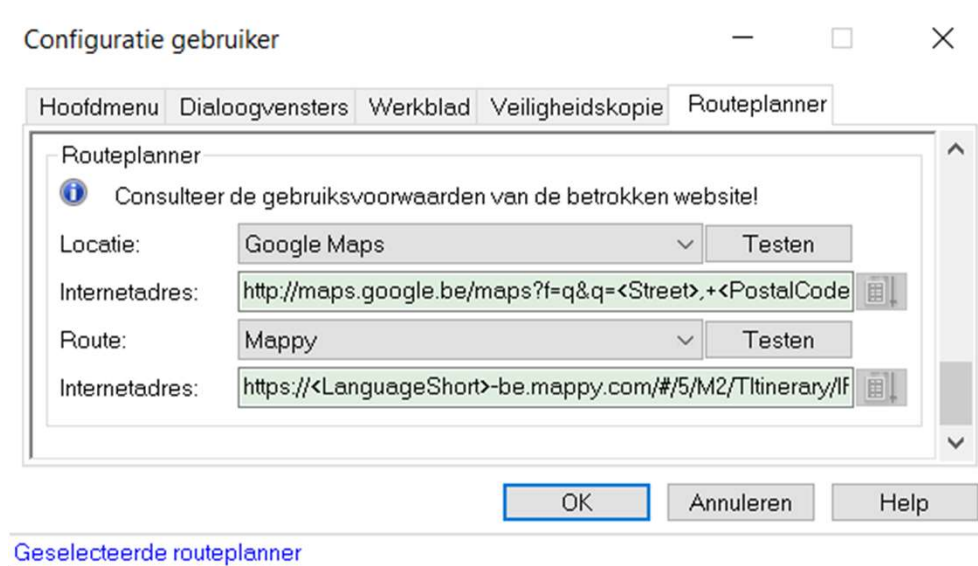 Configuratie gebruiker
Hoofdmenu Dialoogvensters Werkblad Veiligheidskopie Routeplanner
Routeplanner
Consulteer de gebruiksvoorwaarden van de betrokken website!
Locatie: Google Maps Testen
Internetadres: http://maps.google.be/maps?f=q&q=<Street>,+<PostalCode
Route: Mappy Testen
Internetadres: https://<LanguageShort>-be.mappy.com/#/5/M2/TItinerary/IF
OK Annuleren Help
Geselecteerde routeplanner